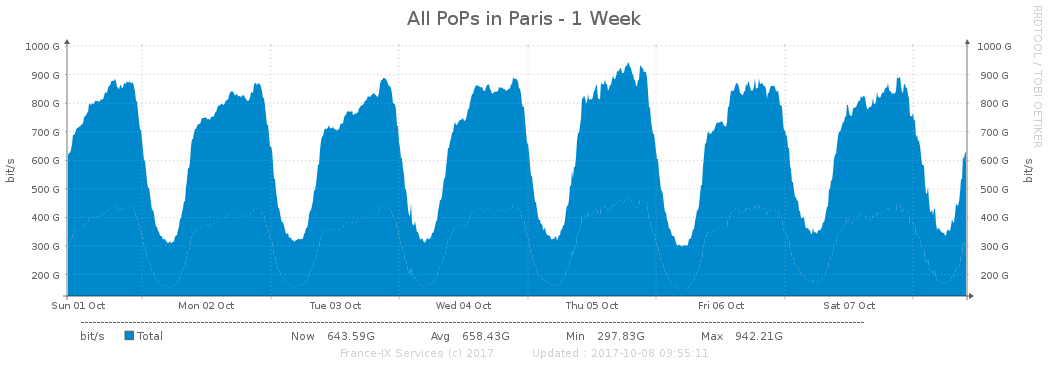 All PoPs in Paris - 1 Week
RRDTOOL / TOBI OETIKER
1000 G 1000 G
900 G 900 G
800 G 800 G
700 G 700 G
600 G 600 G
500 G 500 G
400 G 400 G
300 G 300 G
200 G 200 G
bit/s bit/s
Sun 01 Oct Mon 02 Oct Tue 03 Oct Wed 04 Oct Thu 05 Oct Fri 06 Oct Sat 07 Oct
bit/s Total Now 643.59G Avg 658.43G Min 297.83G Max 942.21G
France-IX Services (c) 2017 Updated : 2017-10-08 09:55:11